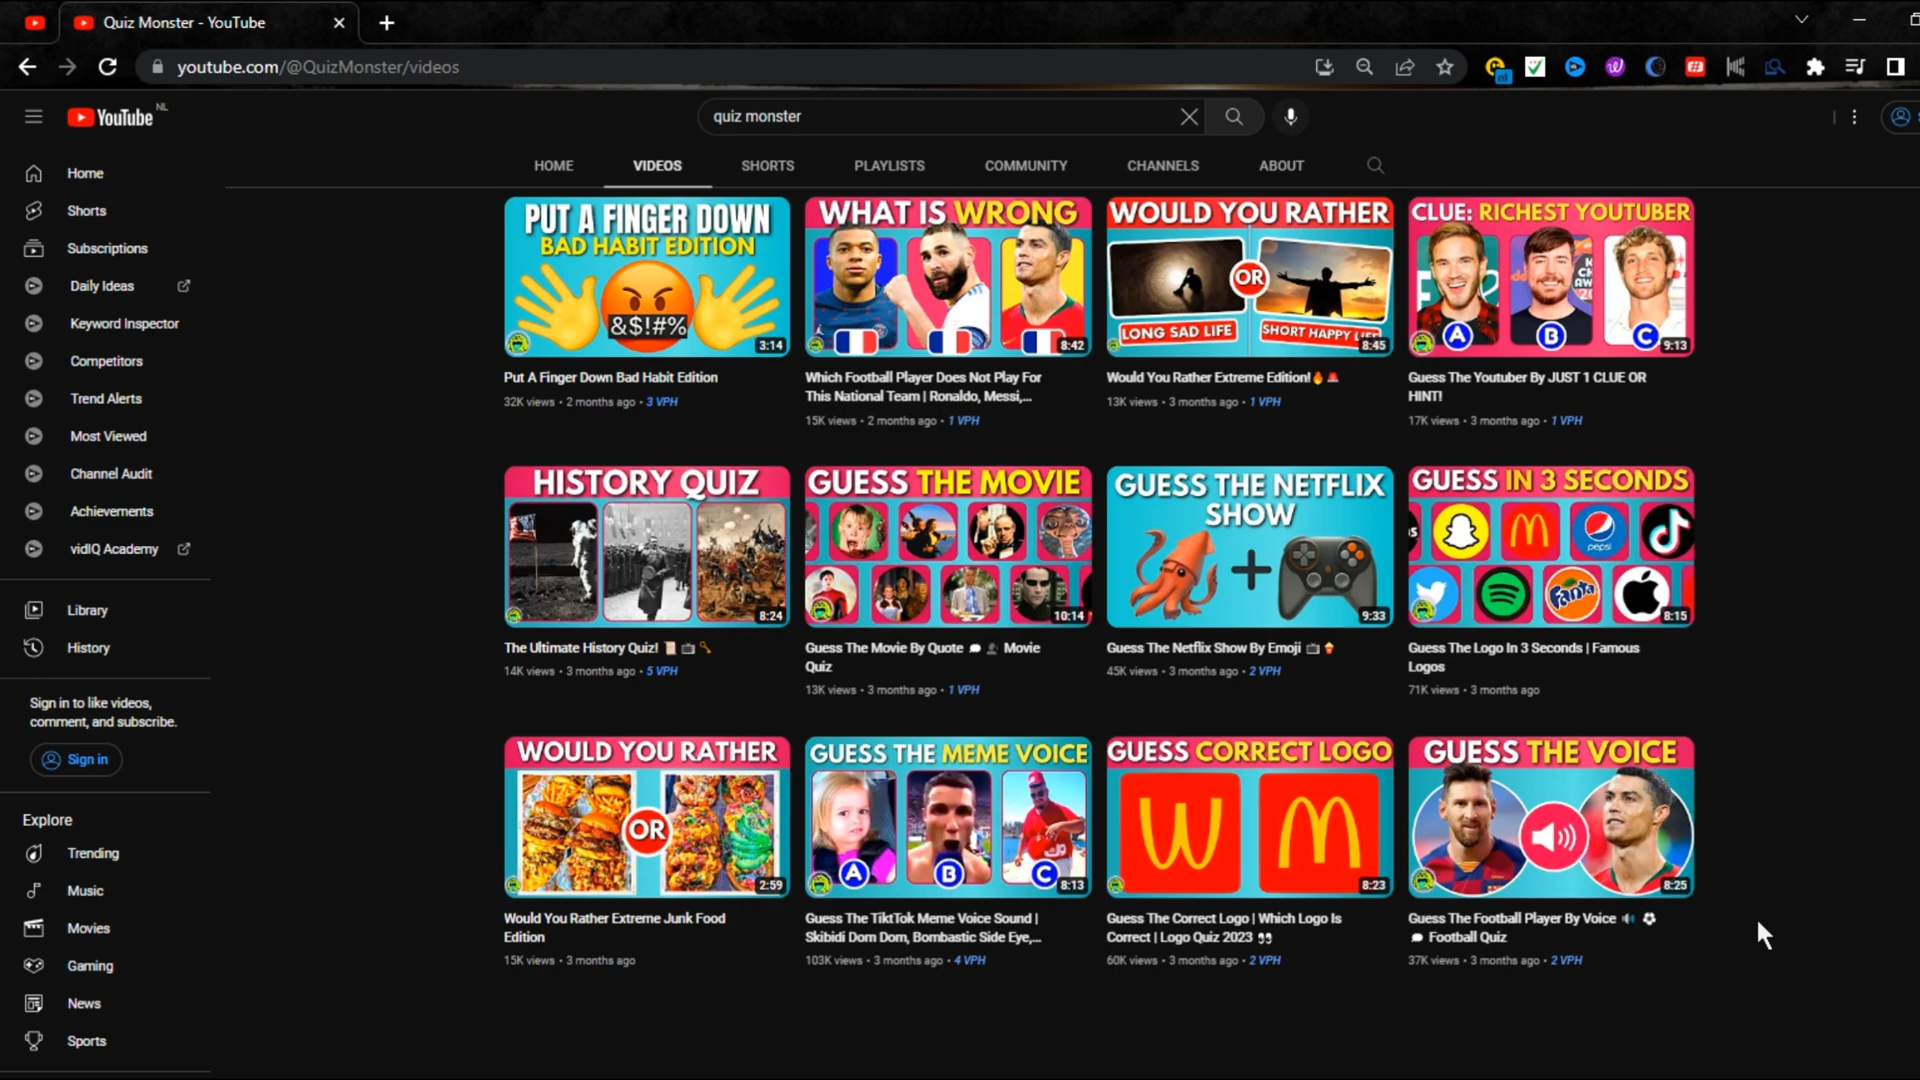 Quiz Monster - YouTube
youtube.com/@QuizMonster/videos
nl
YouTube NL
quiz monster
HOME VIDEOS SHORTS PLAYLISTS COMMUNITY CHANNELS ABOUT
Home
Shorts
Subscriptions
Daily Ideas
Keyword Inspector
Competitors
Trend Alerts
Most Viewed
Channel Audit
Achievements
vidIQ Academy
Library
History
Sign in to like videos,
comment, and subscribe.
Sign in
Explore
Trending
Music
Movies
Gaming
News
Sports
PUT A FINGER DOWN
BAD HABIT EDITION
&$!#%
3:14
Put A Finger Down Bad Habit Edition
32K views • 2 months ago • 3 VPH
WHAT IS WRONG
8:42
Which Football Player Does Not Play For
This National Team | Ronaldo, Messi,...
15K views • 2 months ago • 1 VPH
WOULD YOU RATHER
OR
LONG SAD LIFE
SHORT HAPPY LIFE
8:45
Would You Rather Extreme Edition!🔥🚨
13K views • 3 months ago • 1 VPH
CLUE: RICHEST YOUTUBER
A B C
9:13
Guess The Youtuber By JUST 1 CLUE OR
HINT!
17K views • 3 months ago • 1 VPH
HISTORY QUIZ
8:24
The Ultimate History Quiz!
14K views • 3 months ago • 5 VPH
GUESS THE MOVIE
10:14
Guess The Movie By Quote Movie
Quiz
13K views • 3 months ago • 1 VPH
GUESS THE NETFLIX
SHOW
+
9:33
Guess The Netflix Show By Emoji
45K views • 3 months ago • 2 VPH
GUESS IN 3 SECONDS
pepsi
Fanta
8:15
Guess The Logo In 3 Seconds | Famous
Logos
71K views • 3 months ago
WOULD YOU RATHER
OR
2:59
Would You Rather Extreme Junk Food
Edition
15K views • 3 months ago
GUESS THE MEME VOICE
A B C
8:13
Guess The TiktTok Meme Voice Sound |
Skibidi Dom Dom, Bombastic Side Eye,...
103K views • 3 months ago • 4 VPH
GUESS CORRECT LOGO
8:23
Guess The Correct Logo | Which Logo Is
Correct | Logo Quiz 2023 👀
60K views • 3 months ago • 2 VPH
GUESS THE VOICE
8:25
Guess The Football Player By Voice 🔊 ⚽
Football Quiz
37K views • 3 months ago • 2 VPH